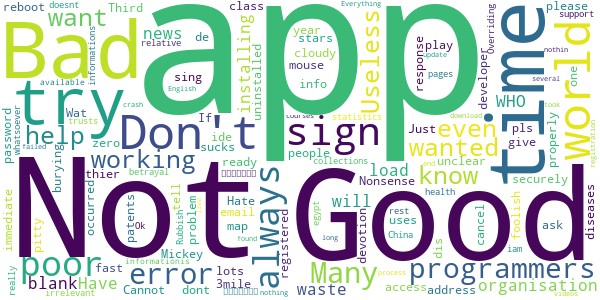 reboot doesnt Third want class
Bad
app
time
news de relative
installing
year stars cloudy mouse info
Useless
response play
developer
Overriding
Everything
world
please support nothin
one several
available informations whatsoever
try
password
Wat trusts
sing English
uninstalled
crash
update
pages
download
took
registration
Don't
sign
even
wanted
WHO
properly
pls give
securely
help
zero
If
ide
sucks
statistics
courses
people
Just
unclear
failed
burying
working
ready
collections
load
Nonsense
know
immediate
thier
betrayal
Hate
always
egypt
Not
Good
poor
error
occurred
patents
Ok
Rubbish
problem
tell
email
map
found
registered
devotion
will
Many
uses
China
rest
health
cancel
dis
foolish
ask
iam
diseases
programmers
organisation
pitty
really
blank
Have
fast
Mickey
lots
3mile
waste
access
address
long
process
and
irrelevant
Cannot
dey
informationis
nothing
videos